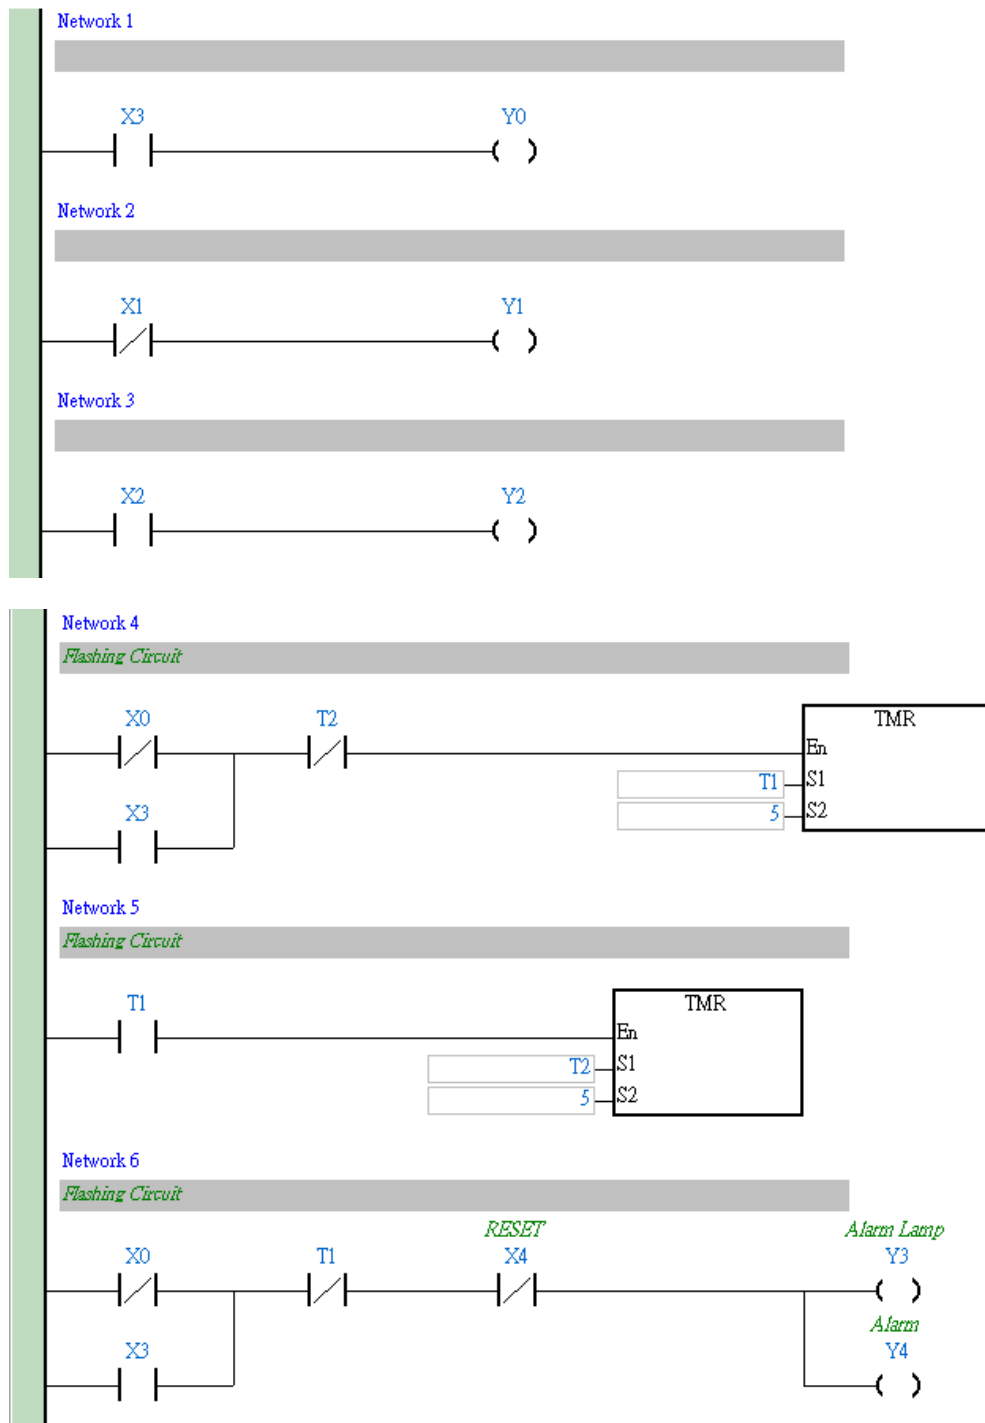 Network 1
X3 Y0
Network 2
X1 Y1
Network 3
X2 Y2
Network 4
Flashing Circuit
X0 T2 TMR
En
T1 S1
X3 5 S2
Network 5
Flashing Circuit
T1 TMR
En
T2 S1
5 S2
Network 6
Flashing Circuit
RESET Alarm Lamp
X0 T1 X4 Y3
Alarm
X3 Y4